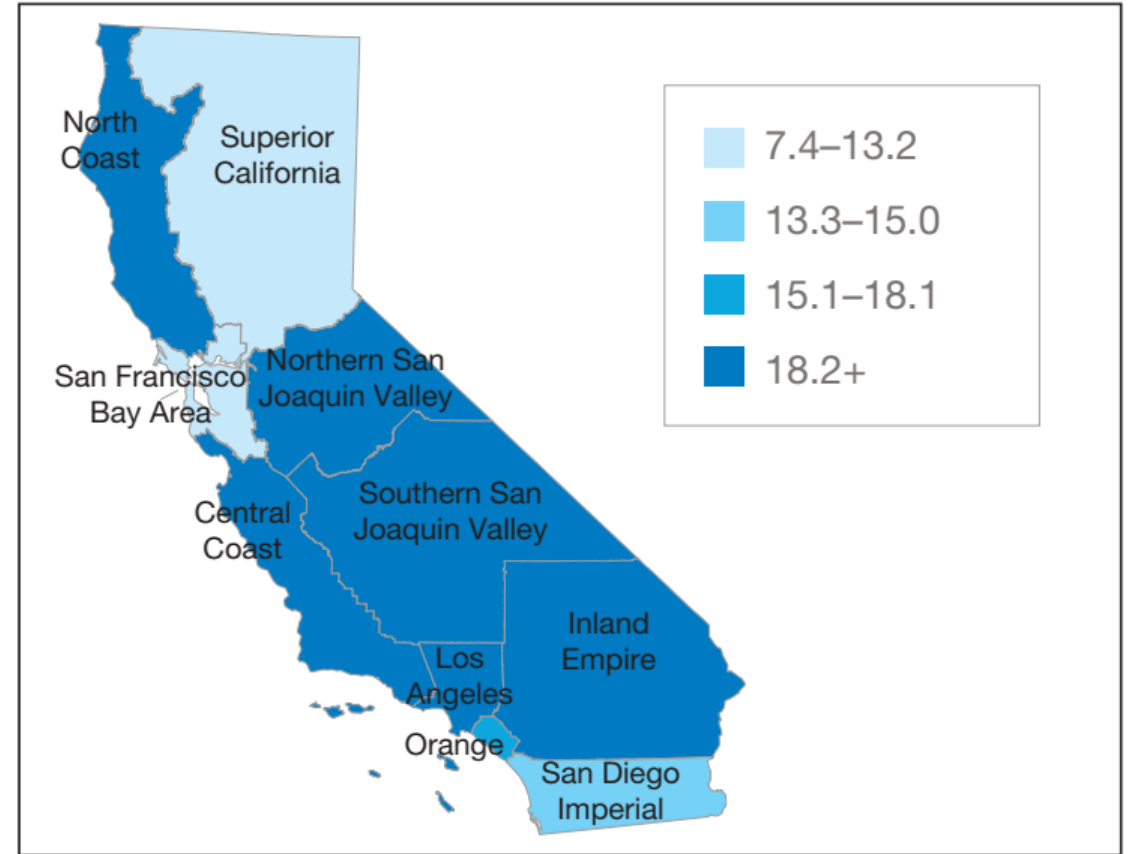 North
Coast
Superior
California
7.4–13.2
13.3–15.0
15.1–18.1
18.2+
San Francisco
Bay Area
Northern San
Joaquin Valley
Central
Coast
Southern San
Joaquin Valley
Inland
Empire
Los
Angeles
Orange
San Diego
Imperial